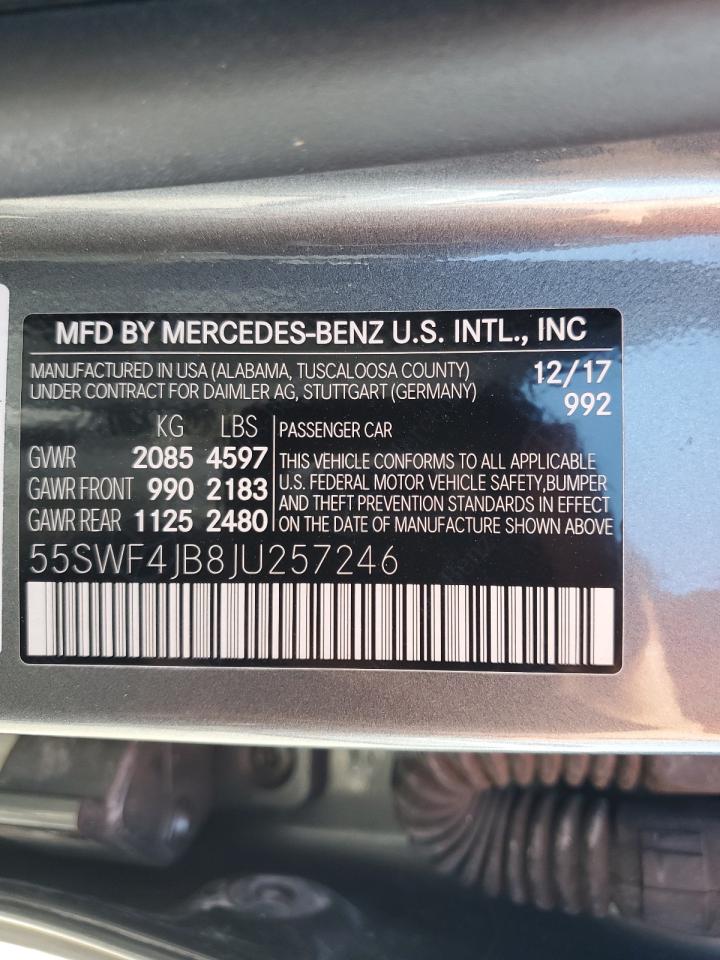 MFD BY MERCEDES-BENZ U.S. INTL., INC
MANUFACTURED IN USA (ALABAMA, TUSCALOOSA COUNTY)
UNDER CONTRACT FOR DAIMLER AG, STUTTGART (GERMANY)
12/17
992
KG LBS
GVWR 2085 4597
GAWR FRONT 990 2183
GAWR REAR 1125 2480
PASSENGER CAR
THIS VEHICLE CONFORMS TO ALL APPLICABLE
U.S. FEDERAL MOTOR VEHICLE SAFETY,BUMPER
AND THEFT PREVENTION STANDARDS IN EFFECT
ON THE DATE OF MANUFACTURE SHOWN ABOVE
55SWF4JB8JU257246